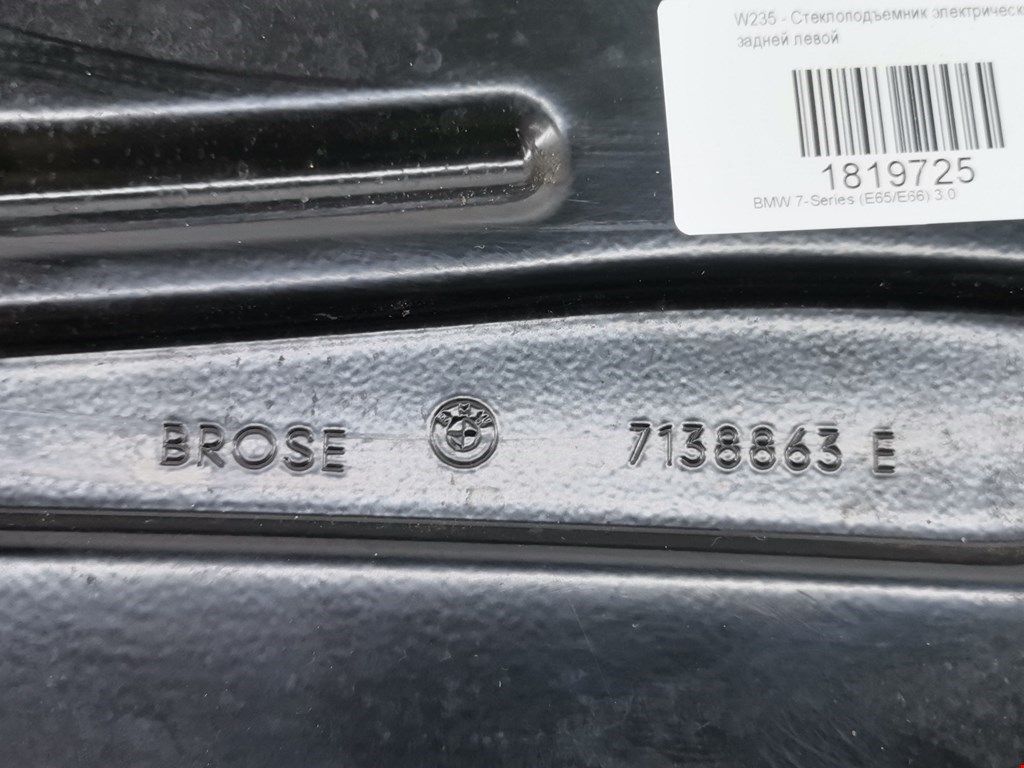 W235 - Стеклоподъемник электрическ
задней левой
1819725
BMW 7-Series (E65/E66) 3.0
BROSE 7138863 E